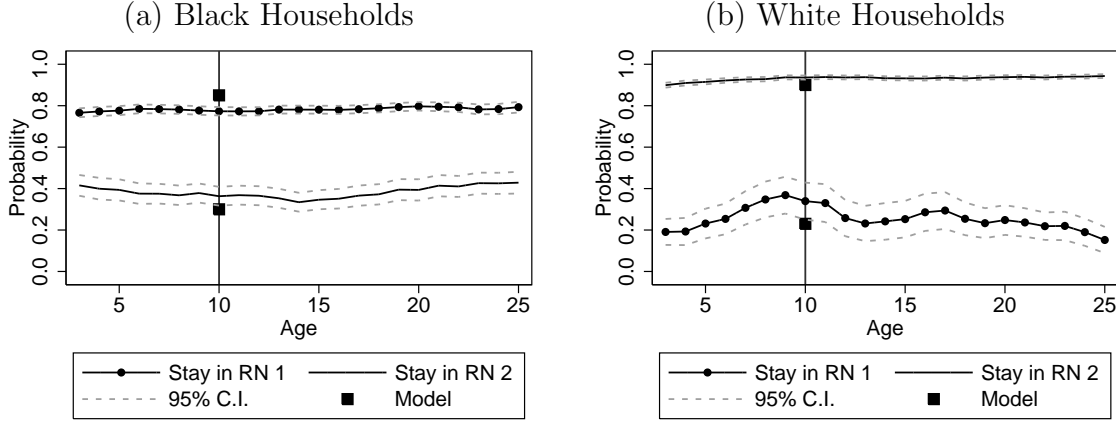 (a) Black Households
Probability
1.0
0.8
0.6
0.4
0.2
0.0
5 10 15 20 25
Age
Stay in RN 1 Stay in RN 2
95% C.I. Model
(b) White Households
Probability
1.0
0.8
0.6
0.4
0.2
0.0
5 10 15 20 25
Age
Stay in RN 1 Stay in RN 2
95% C.I. Model